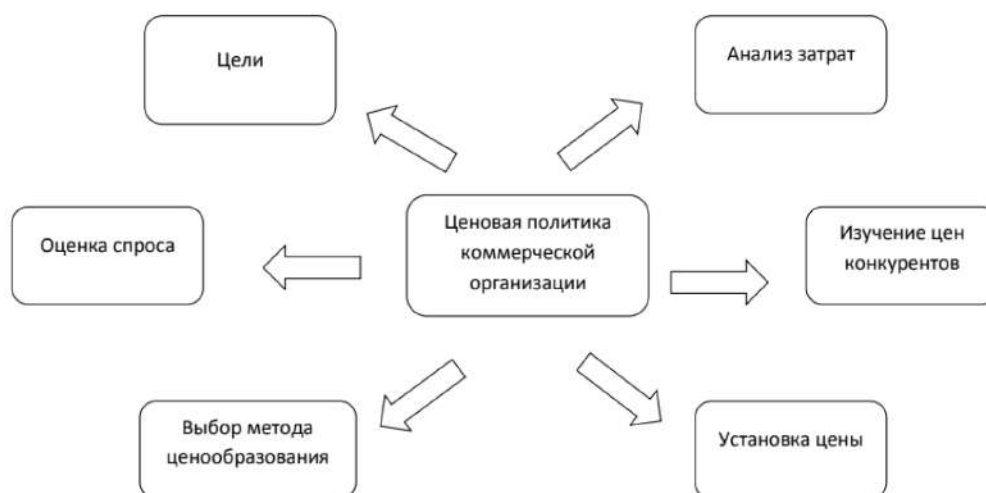 Цели
Анализ затрат
Оценка спроса
Ценовая политика
коммерческой
организации
Изучение цен
конкурентов
Выбор метода
ценообразования
Установка цены